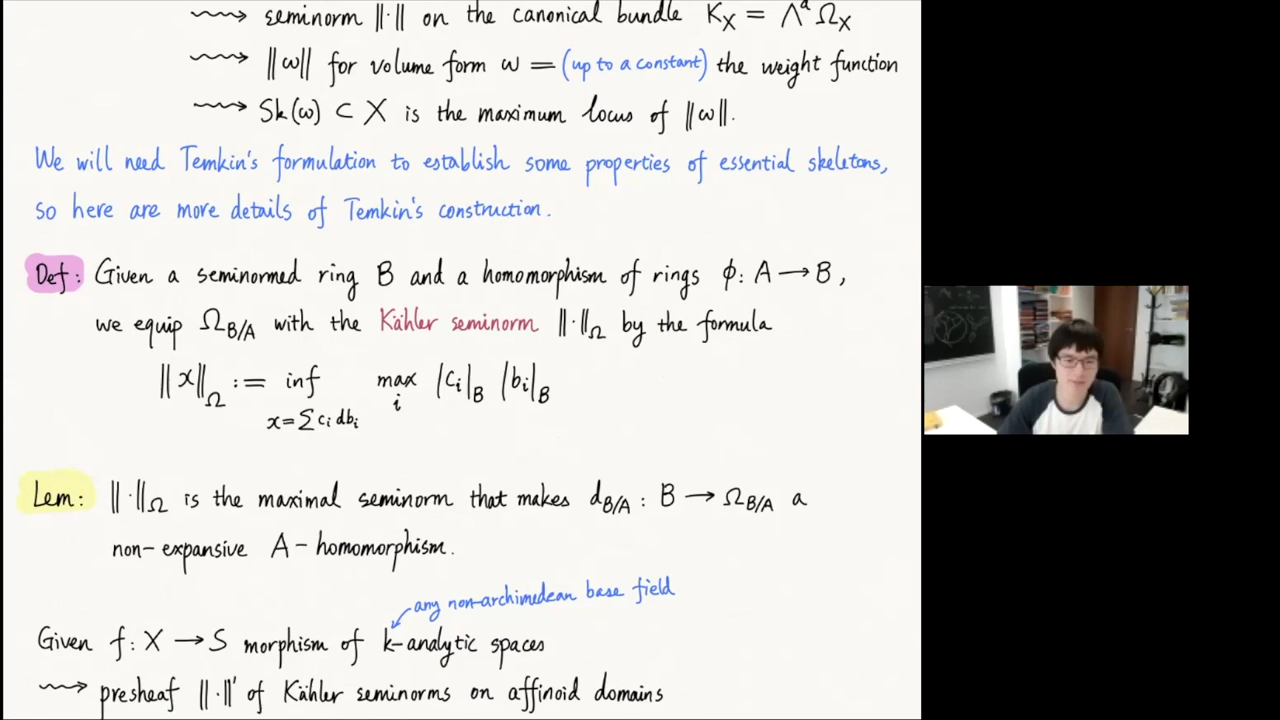 ⇝ seminorm ‖·‖ on the canonical bundle K_X = Λ^d Ω_X
⇝ ‖ω‖ for volume form ω = (up to a constant) the weight function
⇝ Sk(ω) ⊂ X is the maximum locus of ‖ω‖.
We will need Temkin's formulation to establish some properties of essential skeletons,
so here are more details of Temkin's construction.
Def: Given a seminormed ring B and a homomorphism of rings ϕ: A → B,
we equip Ω_{B/A} with the Kähler seminorm ‖·‖_Ω by the formula
‖x‖_Ω := inf_{x=∑c_i db_i} max_i |c_i|_B |b_i|_B
Lem: ‖·‖_Ω is the maximal seminorm that makes d_{B/A} : B → Ω_{B/A} a
non-expansive A-homomorphism.
any non-archimedean base field
Given f: X → S morphism of k-analytic spaces
⇝ presheaf ‖·‖' of Kähler seminorms on affinoid domains